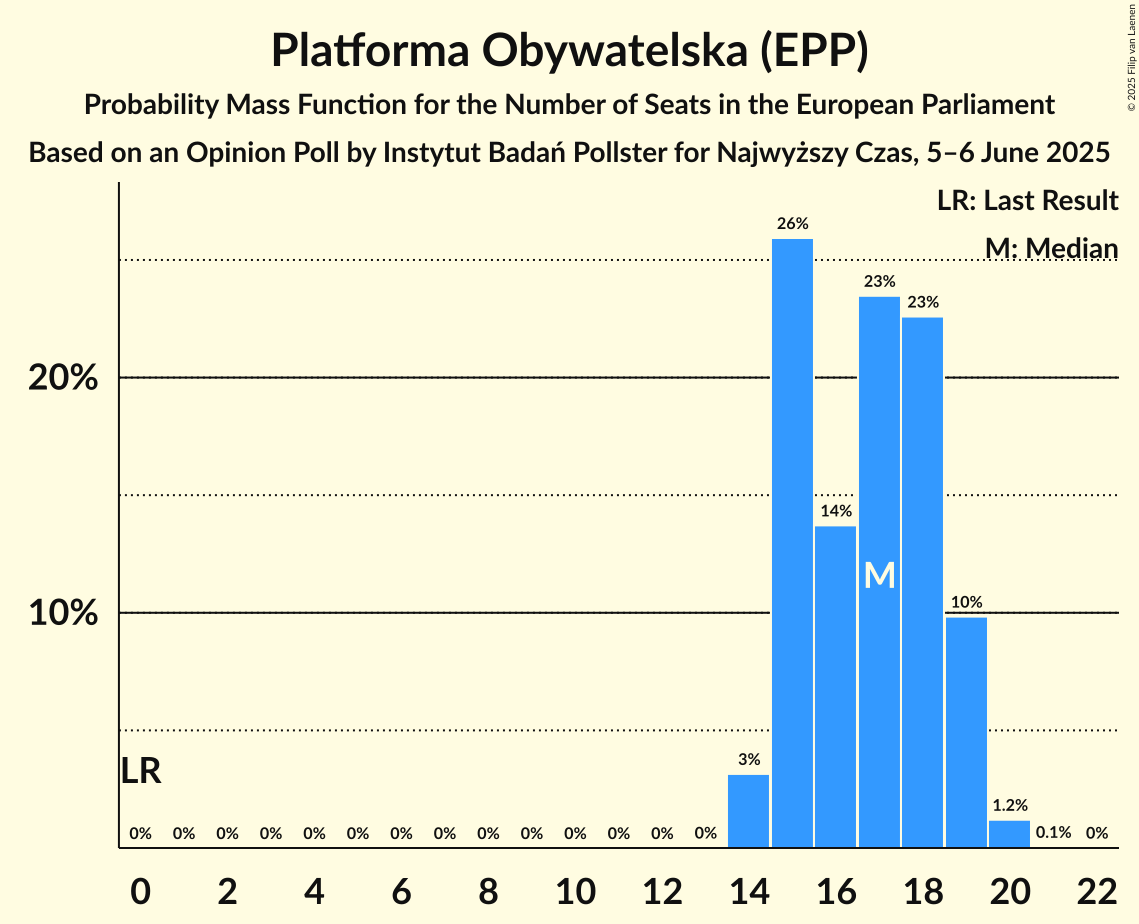 Platforma Obywatelska (EPP)
Probability Mass Function for the Number of Seats in the European Parliament
Based on an Opinion Poll by Instytut Badań Pollster for Najwyższy Czas, 5–6 June 2025
© 2025 Filip van Laenen
LR: Last Result
M: Median
26%
23%
23%
20%
14%
M
10%
10%
LR
3%
1.2%
0% 0% 0% 0% 0% 0% 0% 0% 0% 0% 0% 0% 0% 0% 0.1% 0%
0 2 4 6 8 10 12 14 16 18 20 22